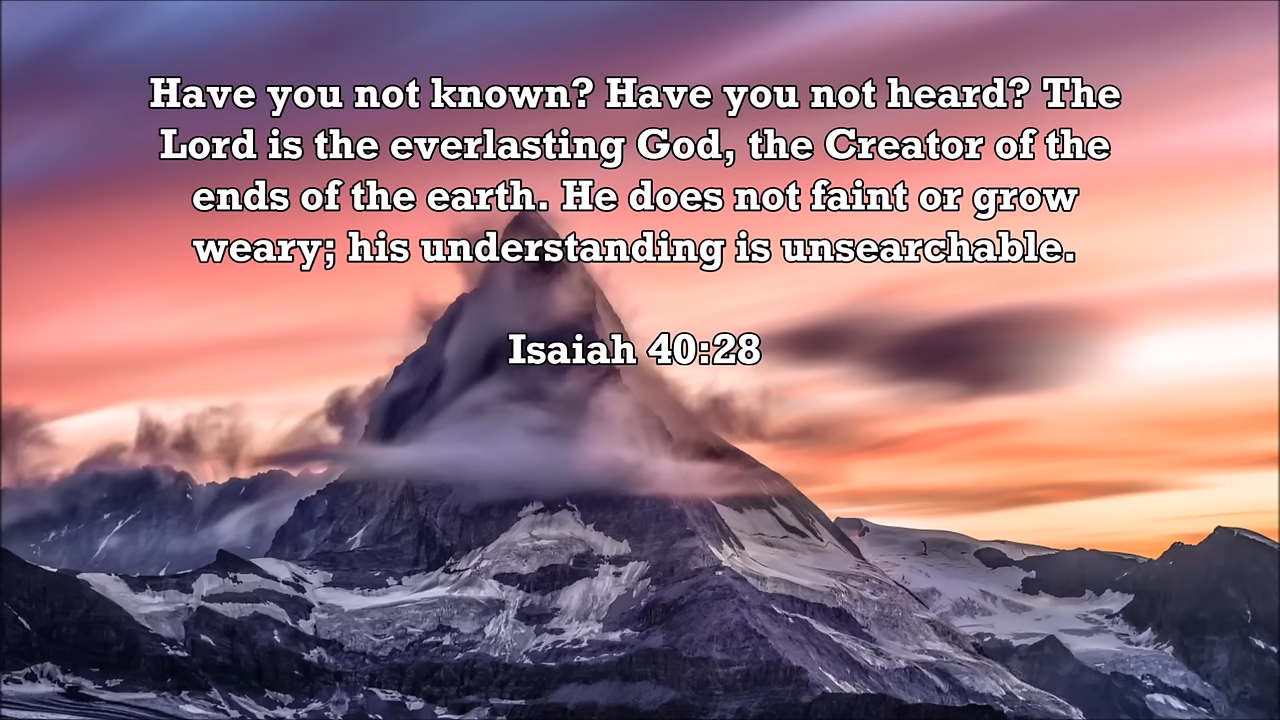 Have you not known? Have you not heard? The
Lord is the everlasting God, the Creator of the
ends of the earth. He does not faint or grow
weary; his understanding is unsearchable.
Isaiah 40:28